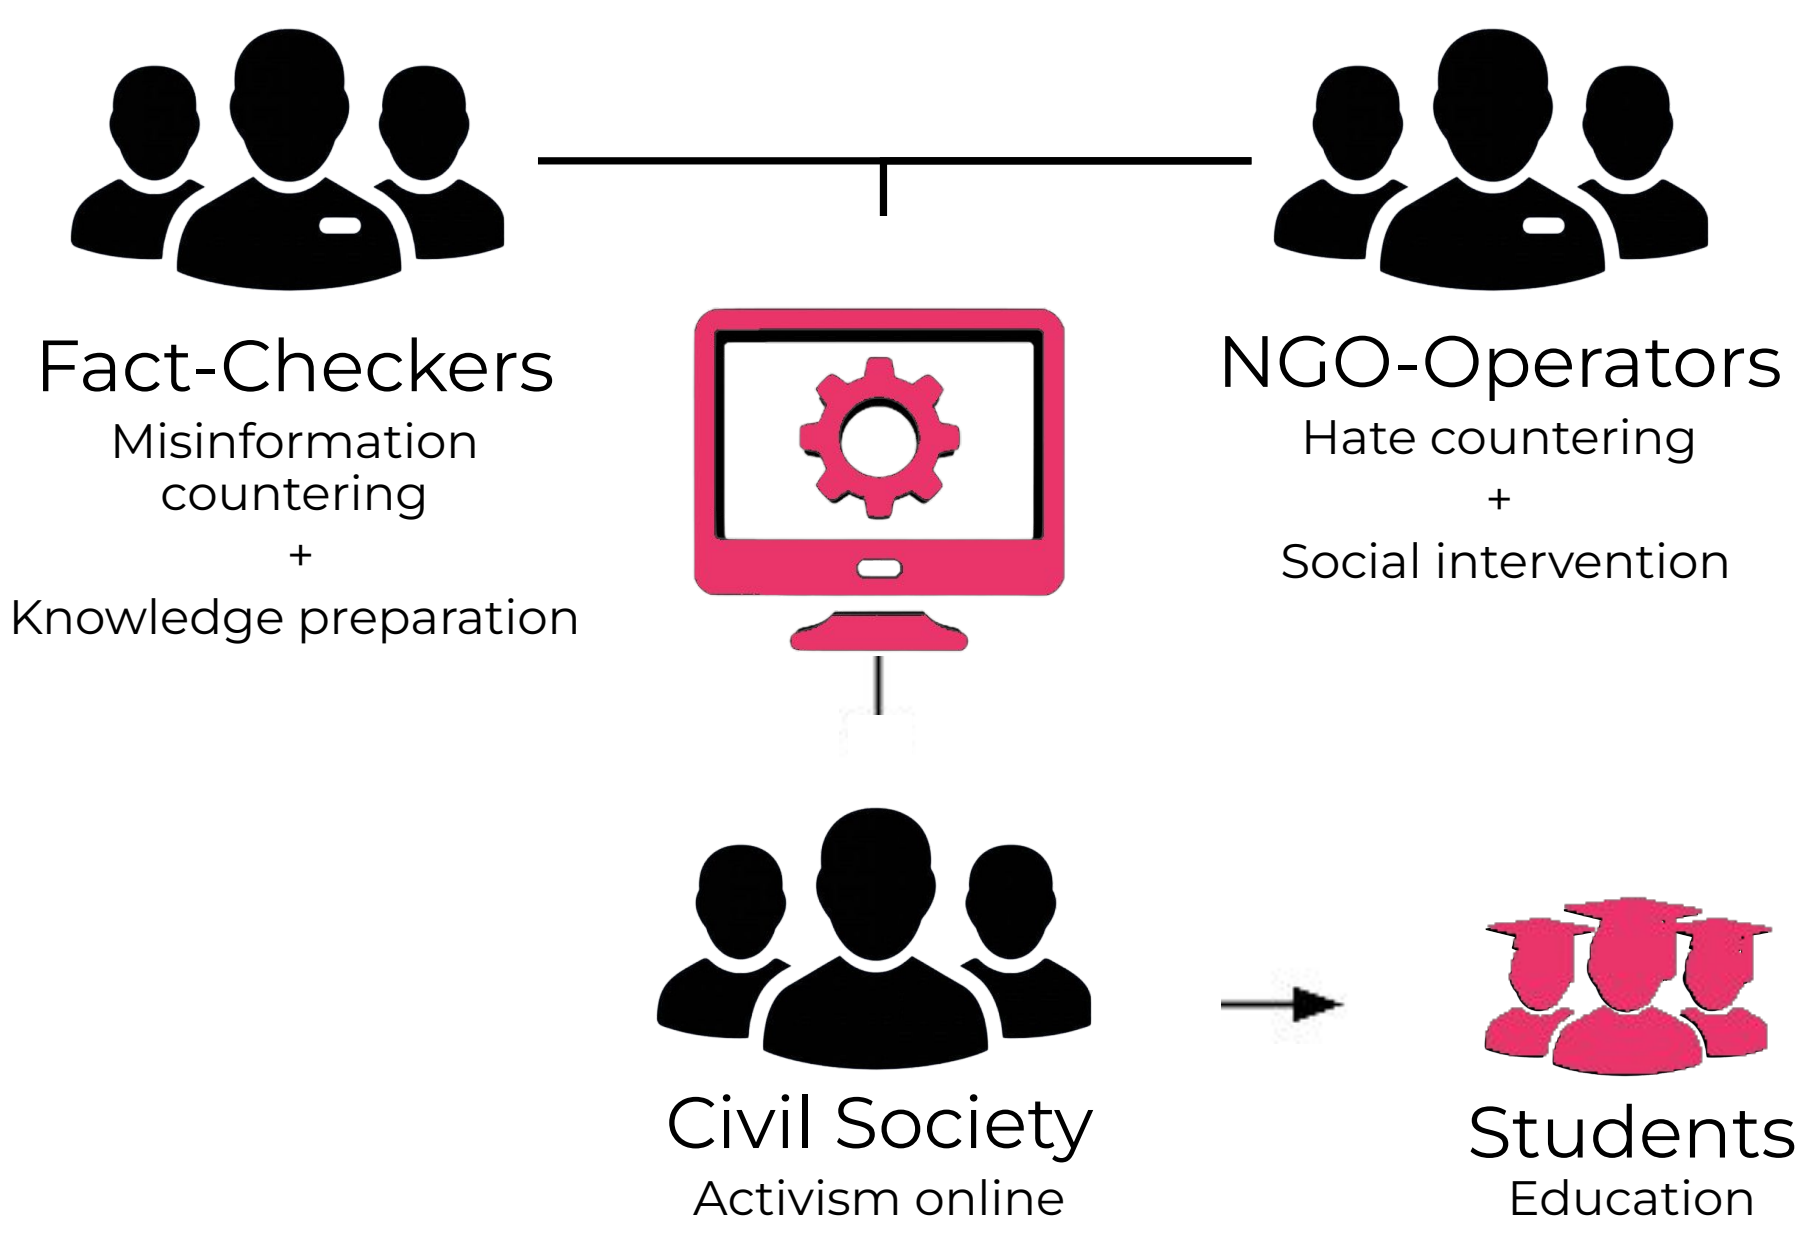 Fact-Checkers
Misinformation
countering
+
Knowledge preparation
NGO-Operators
Hate countering
+
Social intervention
Civil Society
Activism online
Students
Education